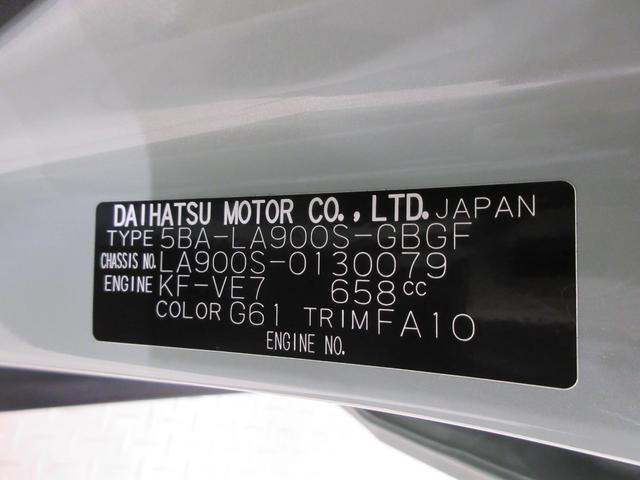 DAIHATSU MOTOR CO., LTD. JAPAN
TYPE 5BA-LA900S-GBGF
CHASSIS NO. LA900S-0130079
ENGINE KF-VE7 658cc
COLOR G61 TRIM FA10
ENGINE NO.